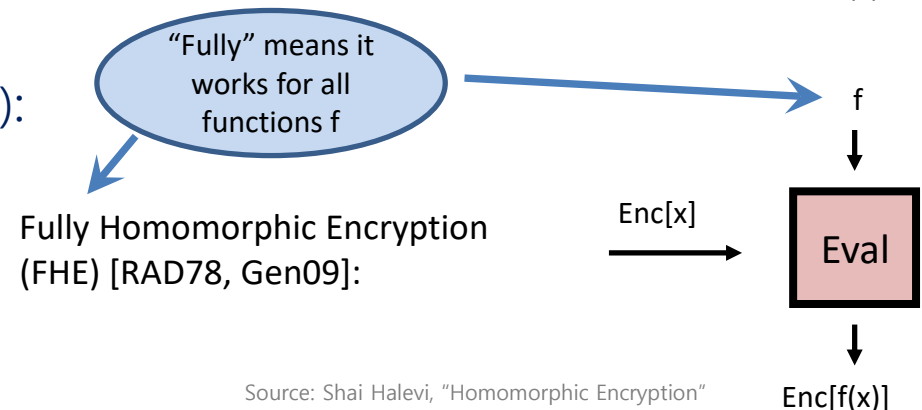 "Fully" means it
works for all
functions f
):
f
Fully Homomorphic Encryption
(FHE) [RAD78, Gen09]:
Enc[x]
Eval
Source: Shai Halevi, "Homomorphic Encryption"
Enc[f(x)]